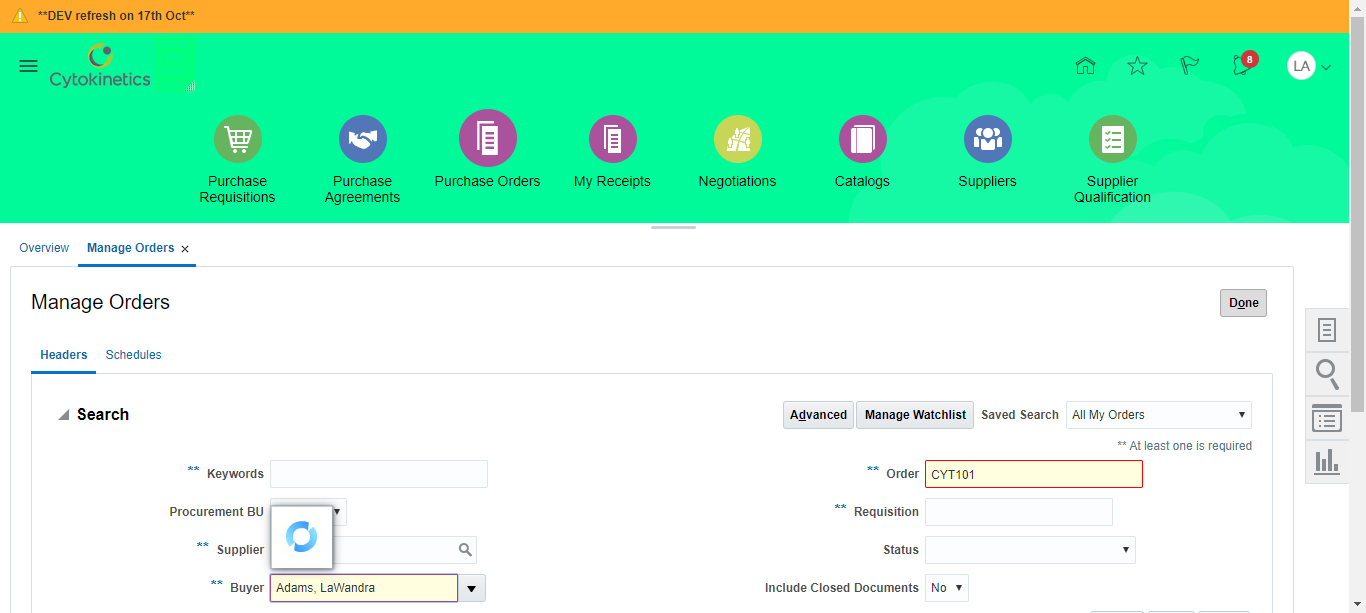 **DEV refresh on 17th Oct**
Cytokinetics
8
LA
Purchase Requisitions
Purchase Agreements
Purchase Orders
My Receipts
Negotiations
Catalogs
Suppliers
Supplier Qualification
Overview
Manage Orders
Manage Orders
Done
Headers
Schedules
Search
Advanced
Manage Watchlist
Saved Search
All My Orders
** At least one is required
** Keywords
** Order
CYT101
Procurement BU
** Requisition
** Supplier
Status
** Buyer
Adams, LaWandra
Include Closed Documents
No